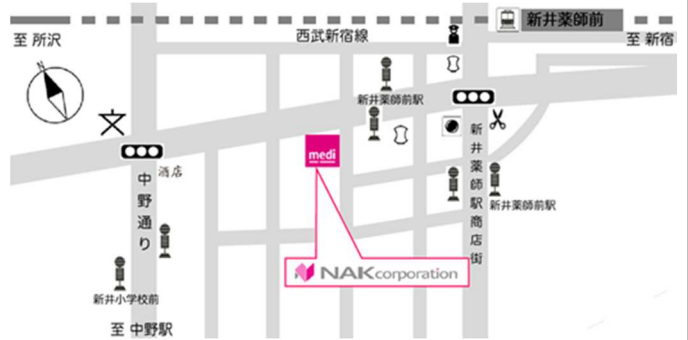 新井薬師前
至 所沢
西武新宿線
至 新宿
新井薬師前駅
medi
酒店
中野通り
新井薬師駅商店街
新井薬師前駅
NAKcorporation
新井小学校前
至 中野駅